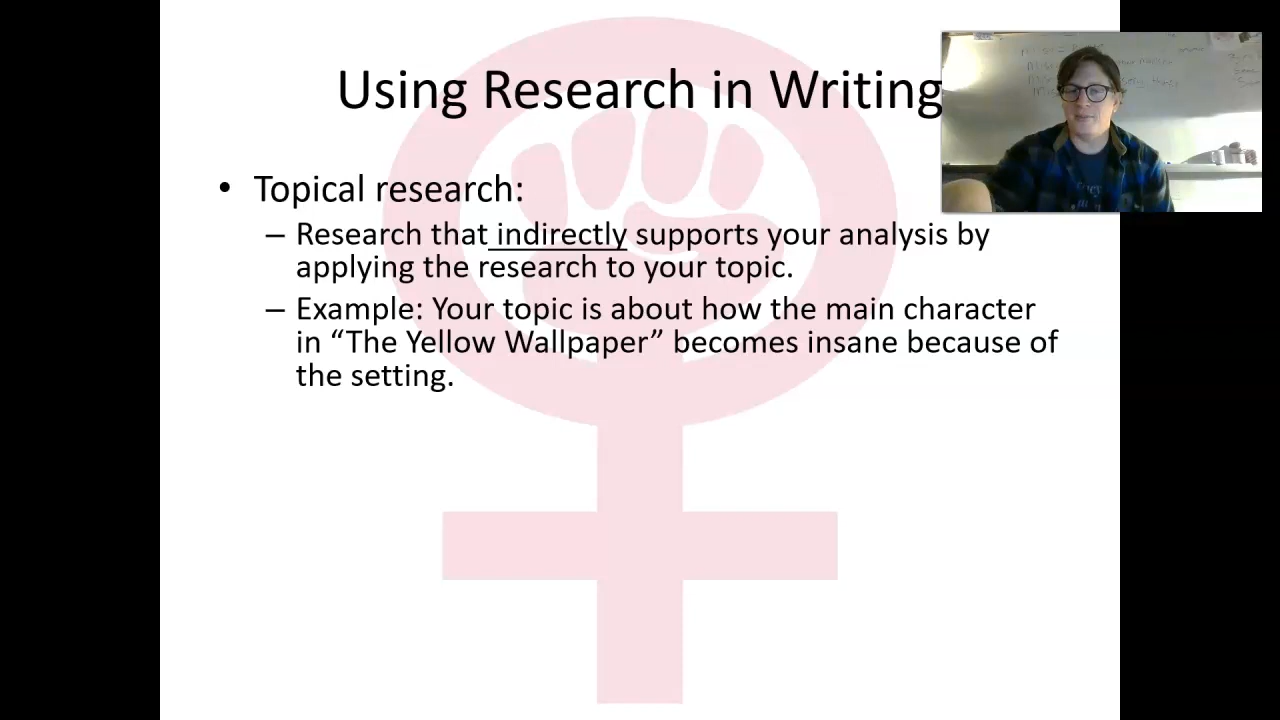 Using Research in Writing
• Topical research:
– Research that indirectly supports your analysis by
applying the research to your topic.
– Example: Your topic is about how the main character
in “The Yellow Wallpaper” becomes insane because of
the setting.